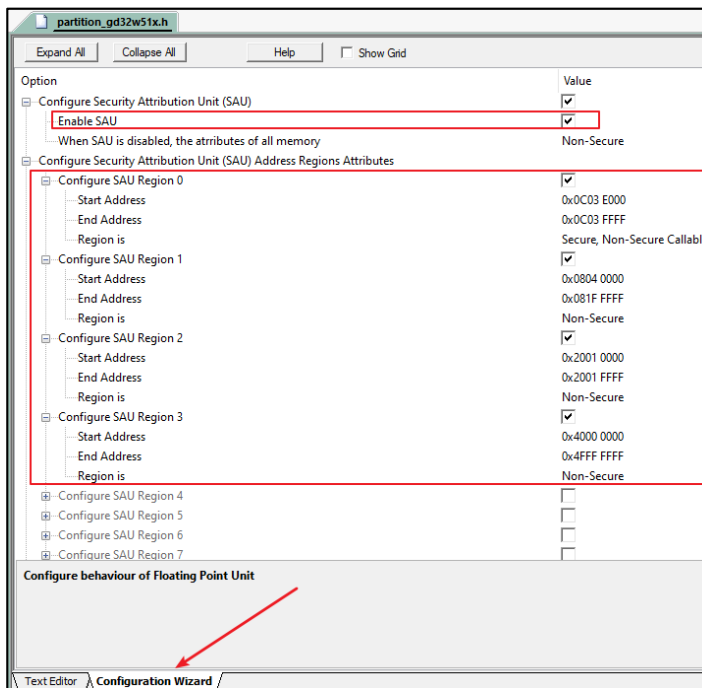 partition_gd32w51x.h
Expand All Collapse All Help Show Grid
Option Value
Configure Security Attribution Unit (SAU)
Enable SAU
When SAU is disabled, the atrributes of all memory Non-Secure
Configure Security Attribution Unit (SAU) Address Regions Attributes
Configure SAU Region 0
Start Address 0x0C03 E000
End Address 0x0C03 FFFF
Region is Secure, Non-Secure Callabl
Configure SAU Region 1
Start Address 0x0804 0000
End Address 0x081F FFFF
Region is Non-Secure
Configure SAU Region 2
Start Address 0x2001 0000
End Address 0x2001 FFFF
Region is Non-Secure
Configure SAU Region 3
Start Address 0x4000 0000
End Address 0x4FFF FFFF
Region is Non-Secure
Configure SAU Region 4
Configure SAU Region 5
Configure SAU Region 6
Configure SAU Region 7
Configure behaviour of Floating Point Unit
Text Editor Configuration Wizard